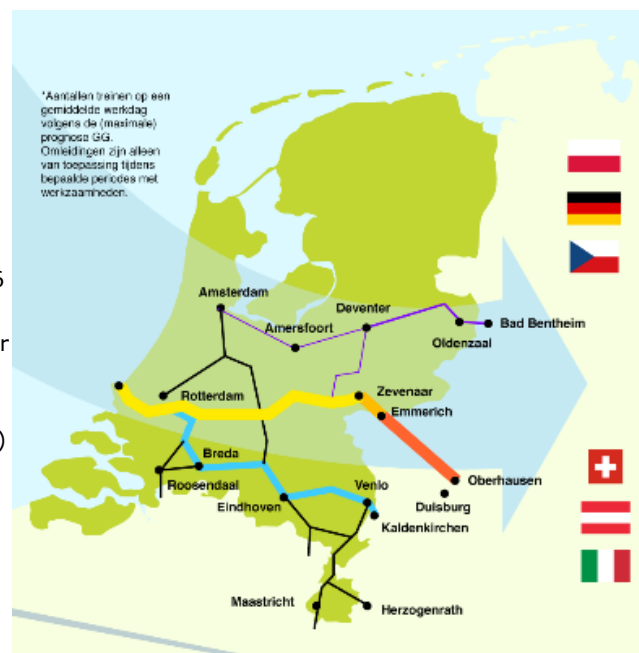 *Aantallen treinen op een
gemiddelde werkdag
volgens de (maximale)
prognose GG.
Omleidingen zijn alleen
van toepassing tijdens
bepaalde periodes met
werkzaamheden.
Amsterdam
Deventer
Amersfoort
Bad Bentheim
Oldenzaal
Zevenaar
Rotterdam
Emmerich
Breda
Oberhausen
Roosendaal
Venlo
Duisburg
Eindhoven
Kaldenkirchen
Maastricht
Herzogenrath